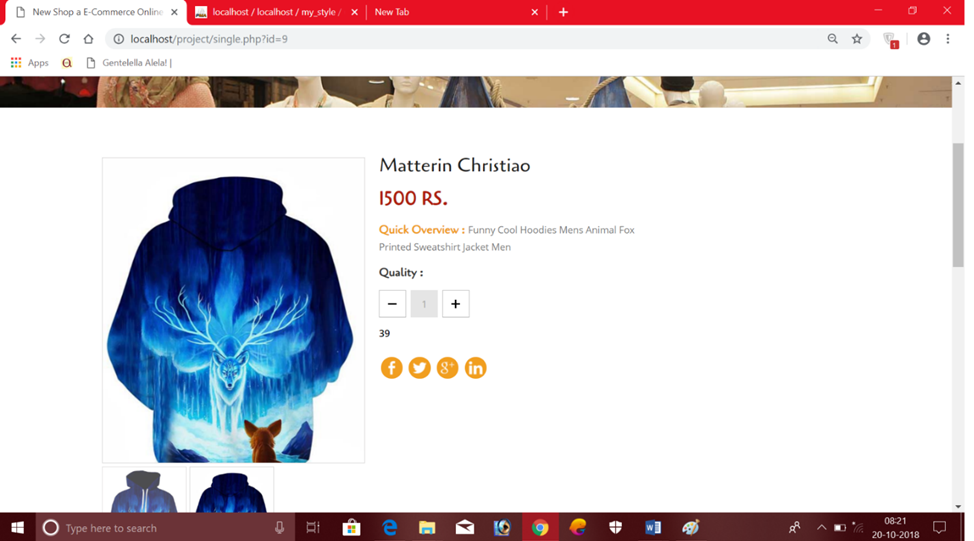 New Shop a E-Commerce Online
localhost / localhost / my_style /
New Tab
localhost/project/single.php?id=9
1
Apps
Gentelella Alela! |
Matterin Christiao
1500 RS.
Quick Overview : Funny Cool Hoodies Mens Animal Fox
Printed Sweatshirt Jacket Men
Quality :
− 1 +
39
Type here to search
08:21
20-10-2018